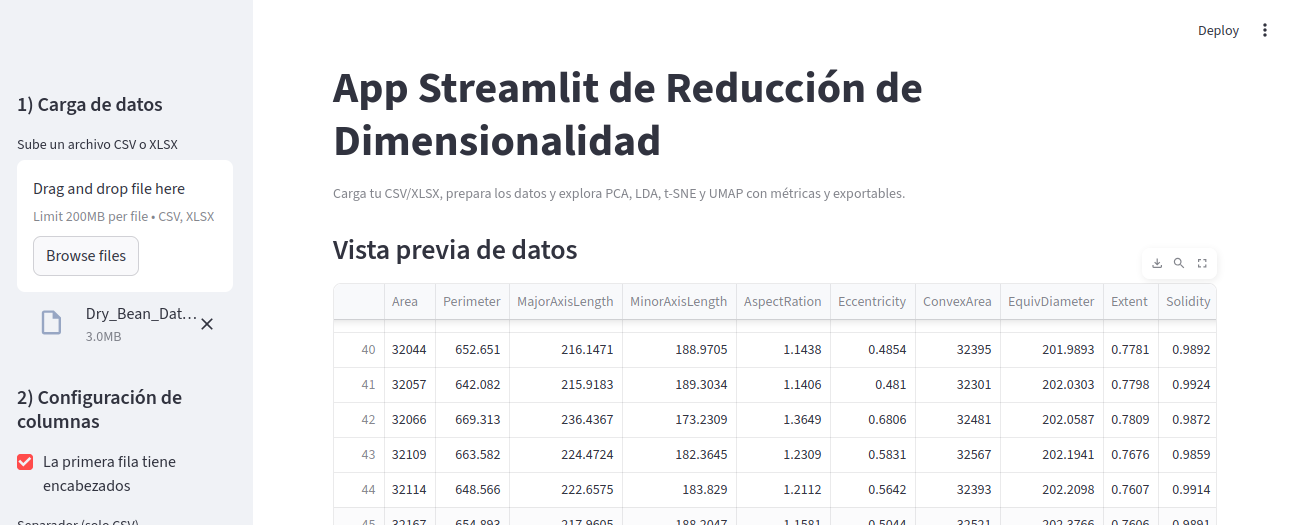 Deploy
1) Carga de datos
Sube un archivo CSV o XLSX
Drag and drop file here
Limit 200MB per file • CSV, XLSX
Browse files
Dry_Bean_Dat...
3.0MB
2) Configuración de
columnas
La primera fila tiene
encabezados
Separador (solo CSV)
App Streamlit de Reducción de
Dimensionalidad
Carga tu CSV/XLSX, prepara los datos y explora PCA, LDA, t-SNE y UMAP con métricas y exportables.
Vista previa de datos
Area Perimeter MajorAxisLength MinorAxisLength AspectRation Eccentricity ConvexArea EquivDiameter Extent Solidity
40 32044 652.651 216.1471 188.9705 1.1438 0.4854 32395 201.9893 0.7781 0.9892
41 32057 642.082 215.9183 189.3034 1.1406 0.481 32301 202.0303 0.7798 0.9924
42 32066 669.313 236.4367 173.2309 1.3649 0.6806 32481 202.0587 0.7809 0.9872
43 32109 663.582 224.4724 182.3645 1.2309 0.5831 32567 202.1941 0.7676 0.9859
44 32114 648.566 222.6575 183.829 1.2112 0.5642 32393 202.2098 0.7607 0.9914
45 32167 654.893 217.9605 188.2047 1.1581 0.5044 32521 202.3766 0.7606 0.9891